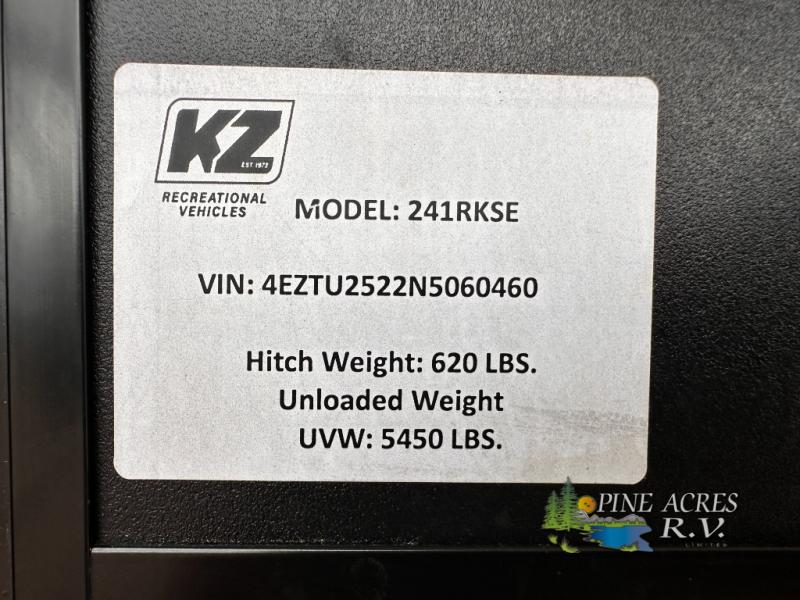 KZ
EST 1972
RECREATIONAL
VEHICLES
MODEL: 241RKSE
VIN: 4EZTU2522N5060460
Hitch Weight: 620 LBS.
Unloaded Weight
UVW: 5450 LBS.
PINE ACRES
R.V.
LIMITED